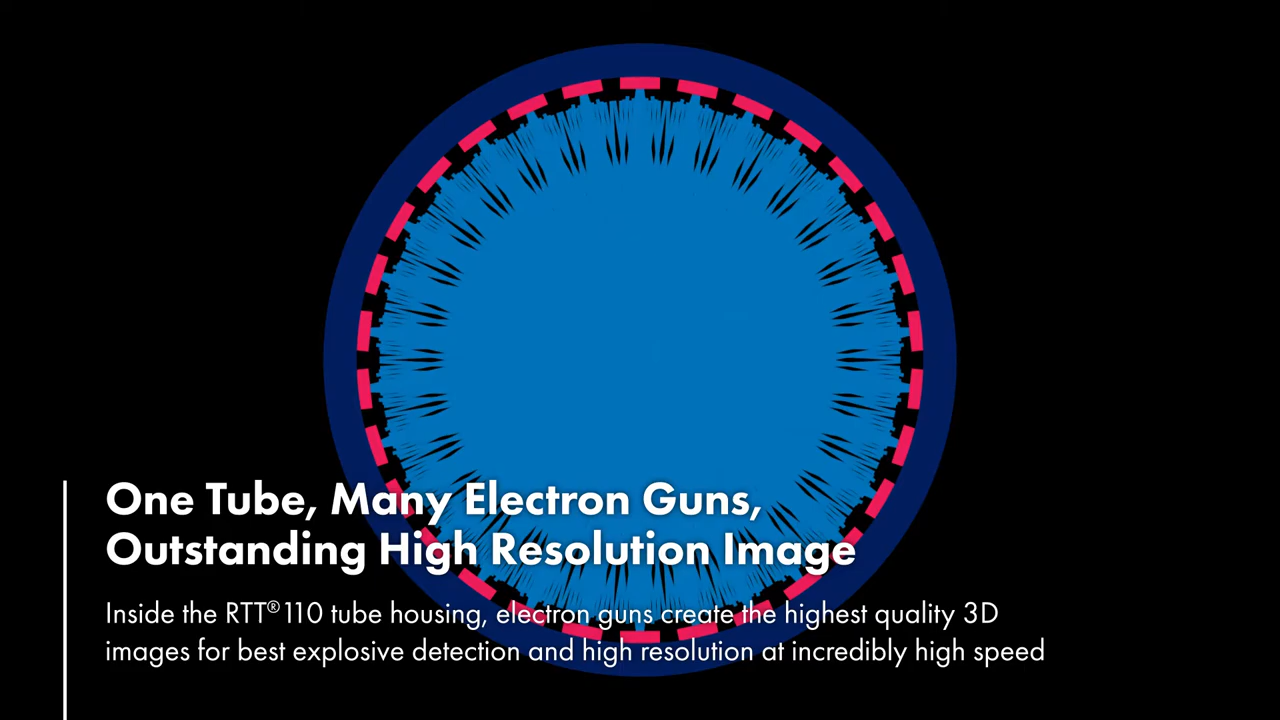 One Tube, Many Electron Guns,
Outstanding High Resolution Image
Inside the RTT®110 tube housing, electron guns create the highest quality 3D
images for best explosive detection and high resolution at incredibly high speed